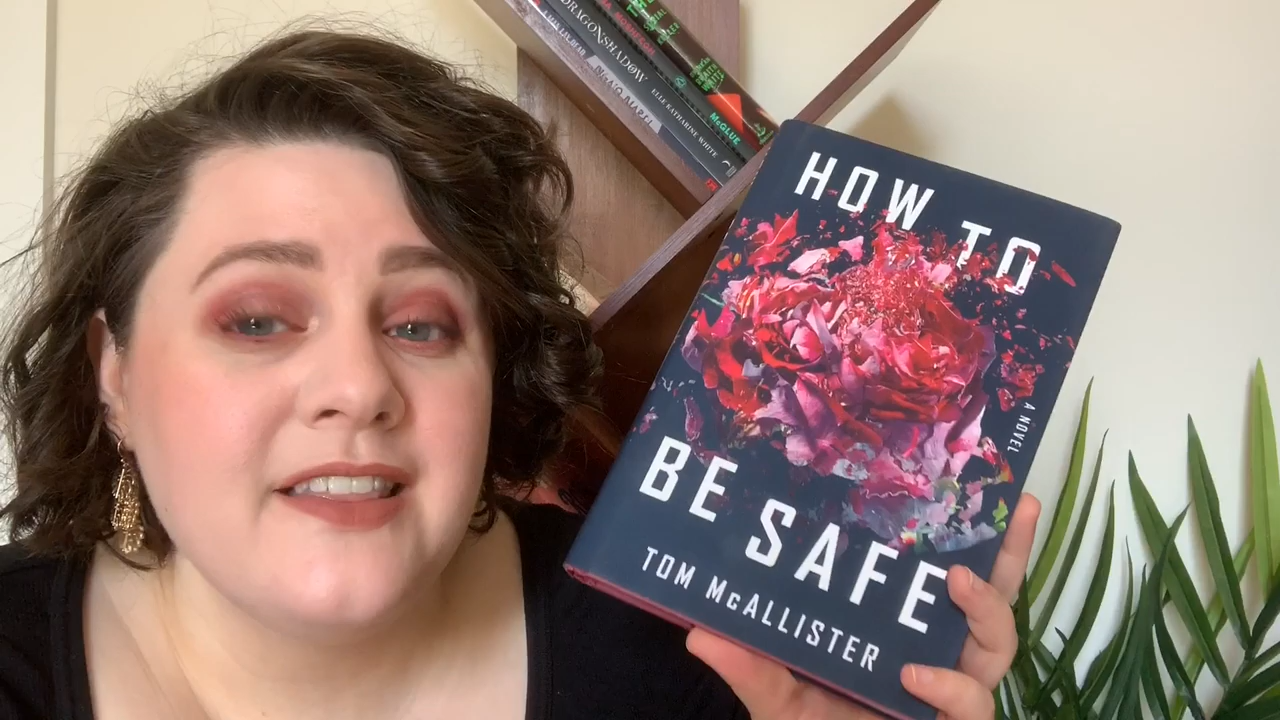 HOW TO
A NOVEL
BE SAFE
TOM McALLISTER
DRAGONSHADOW
ELLE KATHARINE WHITE
McGLUE